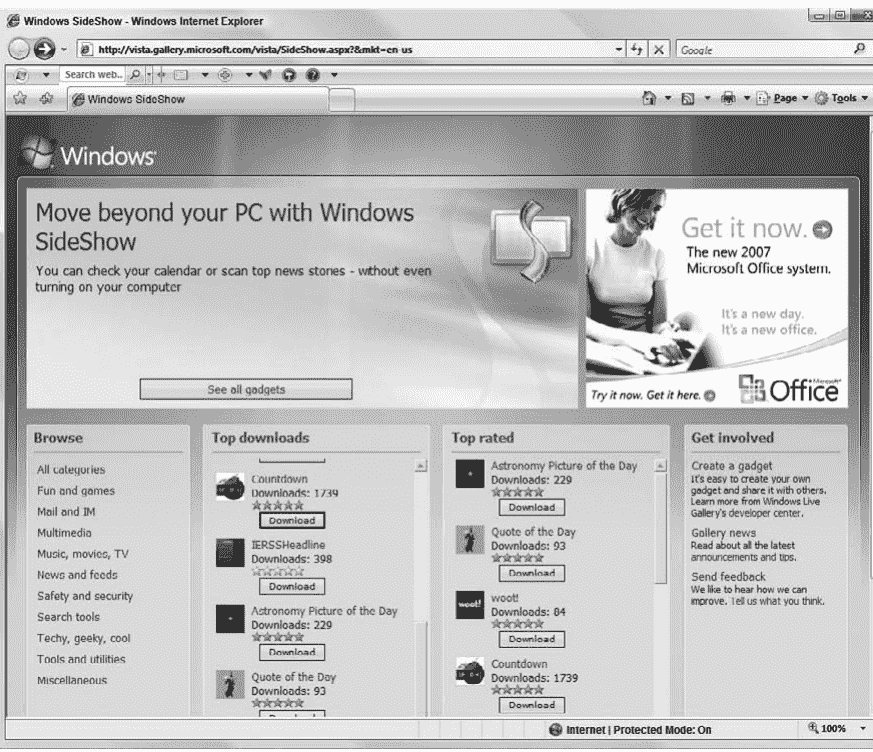 Windows SideShow - Windows Internet Explorer
http://vista.gallery.microsoft.com/vista/SideShow.aspx?&mkt=en-us
Google
Search web...
Windows SideShow
Page
Tools
Windows
Move beyond your PC with Windows
SideShow
You can check your calendar or scan top news stories - without even
turning on your computer
See all gadgets
Get it now.
The new 2007
Microsoft Office system.
It's a new day.
It's a new office.
Try it now. Get it here.
Microsoft
Office
Browse
All categories
Fun and games
Mail and IM
Multimedia
Music, movies, TV
News and feeds
Safety and security
Search tools
Techy, geeky, cool
Tools and utilities
Miscellaneous
Top downloads
Countdown
Downloads: 1739
Download
IERSSHeadline
Downloads: 398
Download
Astronomy Picture of the Day
Downloads: 229
Download
Quote of the Day
Downloads: 93
Download
Top rated
Astronomy Picture of the Day
Downloads: 229
Download
Quote of the Day
Downloads: 93
Download
woot!
woot!
Downloads: 84
Download
Countdown
Downloads: 1739
Download
Get involved
Create a gadget
It's easy to create your own
gadget and share it with others.
Learn more from Windows Live
Gallery's developer center.
Gallery news
Read about all the latest
announcements and tips.
Send feedback
We like to hear how we can
improve. Tell us what you think.
Internet | Protected Mode: On
100%